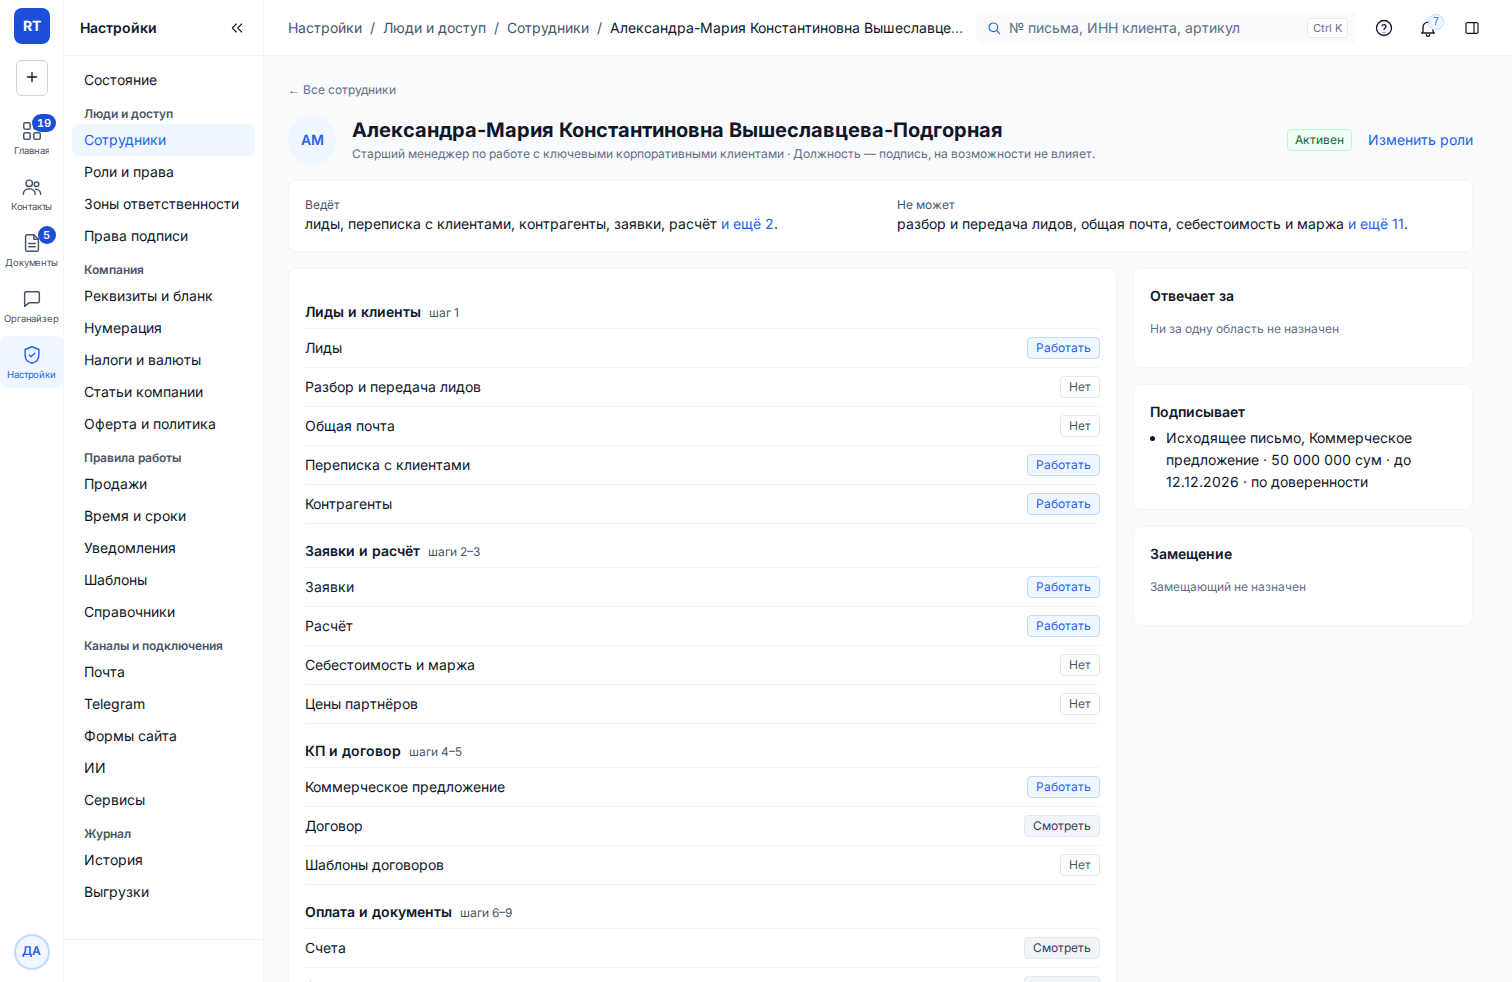 RT
Настройки
Настройки / Люди и доступ / Сотрудники / Александра-Мария Константиновна Вышеславце...
№ письма, ИНН клиента, артикул
Ctrl K
7
19
Главная
Контакты
5
Документы
Органайзер
Настройки
ДА
Состояние
Люди и доступ
Сотрудники
Роли и права
Зоны ответственности
Права подписи
Компания
Реквизиты и бланк
Нумерация
Налоги и валюты
Статьи компании
Оферта и политика
Правила работы
Продажи
Время и сроки
Уведомления
Шаблоны
Справочники
Каналы и подключения
Почта
Telegram
Формы сайта
ИИ
Сервисы
Журнал
История
Выгрузки
← Все сотрудники
АМ
Александра-Мария Константиновна Вышеславцева-Подгорная
Старший менеджер по работе с ключевыми корпоративными клиентами · Должность — подпись, на возможности не влияет.
Активен
Изменить роли
Ведёт
лиды, переписка с клиентами, контрагенты, заявки, расчёт и ещё 2.
Не может
разбор и передача лидов, общая почта, себестоимость и маржа и ещё 11.
Лиды и клиенты шаг 1
Лиды Работать
Разбор и передача лидов Нет
Общая почта Нет
Переписка с клиентами Работать
Контрагенты Работать
Заявки и расчёт шаги 2–3
Заявки Работать
Расчёт Работать
Себестоимость и маржа Нет
Цены партнёров Нет
КП и договор шаги 4–5
Коммерческое предложение Работать
Договор Смотреть
Шаблоны договоров Нет
Оплата и документы шаги 6–9
Счета Смотреть
Отвечает за
Ни за одну область не назначен
Подписывает
• Исходящее письмо, Коммерческое
предложение · 50 000 000 сум · до
12.12.2026 · по доверенности
Замещение
Замещающий не назначен